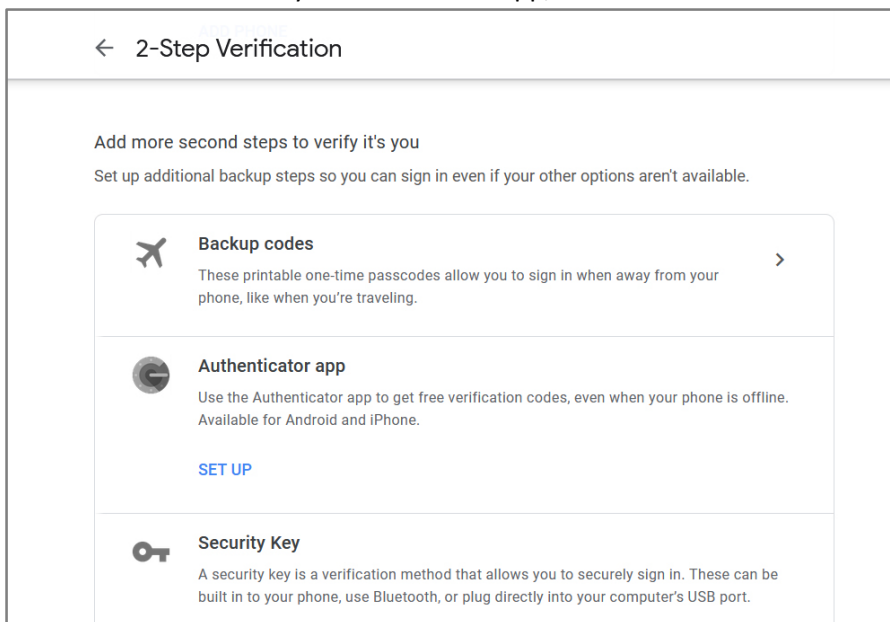 ADD PHONE
2-Step Verification
Add more second steps to verify it's you
Set up additional backup steps so you can sign in even if your other options aren't available.
Backup codes
These printable one-time passcodes allow you to sign in when away from your
phone, like when you're traveling.
Authenticator app
Use the Authenticator app to get free verification codes, even when your phone is offline.
Available for Android and iPhone.
SET UP
Security Key
A security key is a verification method that allows you to securely sign in. These can be
built in to your phone, use Bluetooth, or plug directly into your computer's USB port.